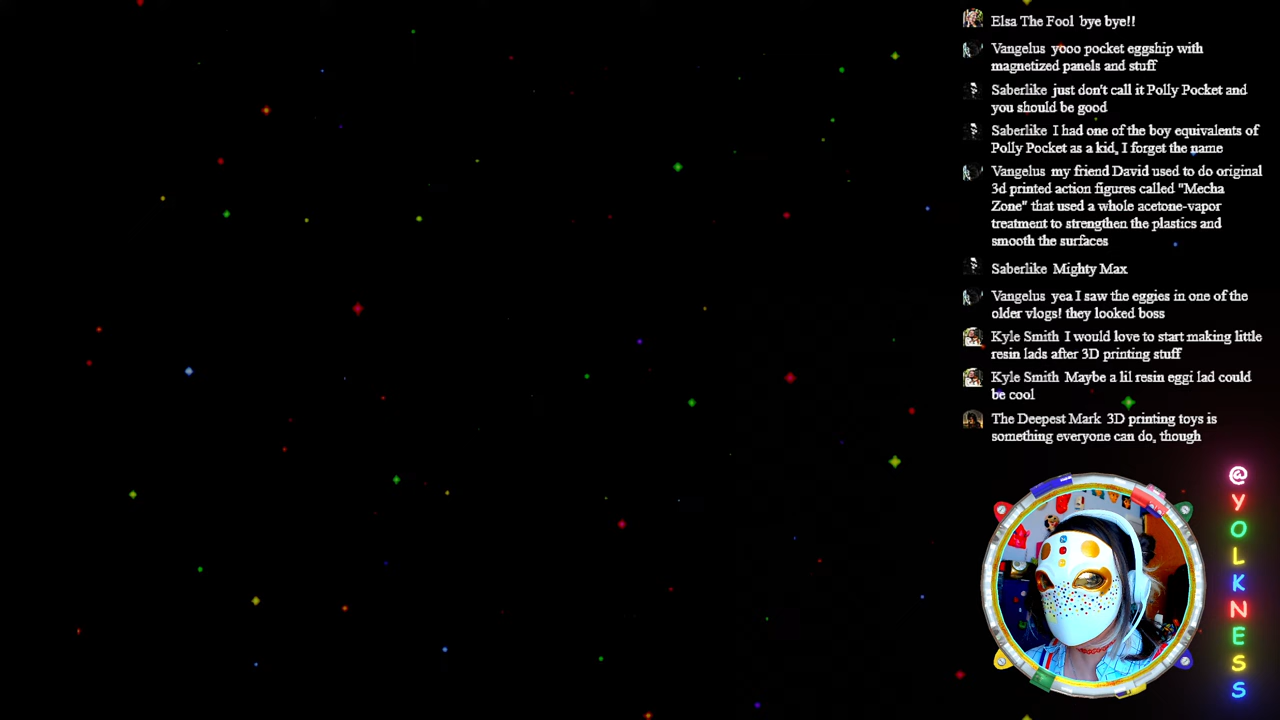 Elsa The Fool bye bye!!
Vangelus yooo pocket eggship with
magnetized panels and stuff
Saberlike just don't call it Polly Pocket and
you should be good
Saberlike I had one of the boy equivalents of
Polly Pocket as a kid, I forget the name
Vangelus my friend David used to do original
3d printed action figures called "Mecha
Zone" that used a whole acetone-vapor
treatment to strengthen the plastics and
smooth the surfaces
Saberlike Mighty Max
Vangelus yea I saw the eggies in one of the
older vlogs! they looked boss
Kyle Smith I would love to start making little
resin lads after 3D printing stuff
Kyle Smith Maybe a lil resin eggi lad could
be cool
The Deepest Mark 3D printing toys is
something everyone can do, though
@YOLKNESS